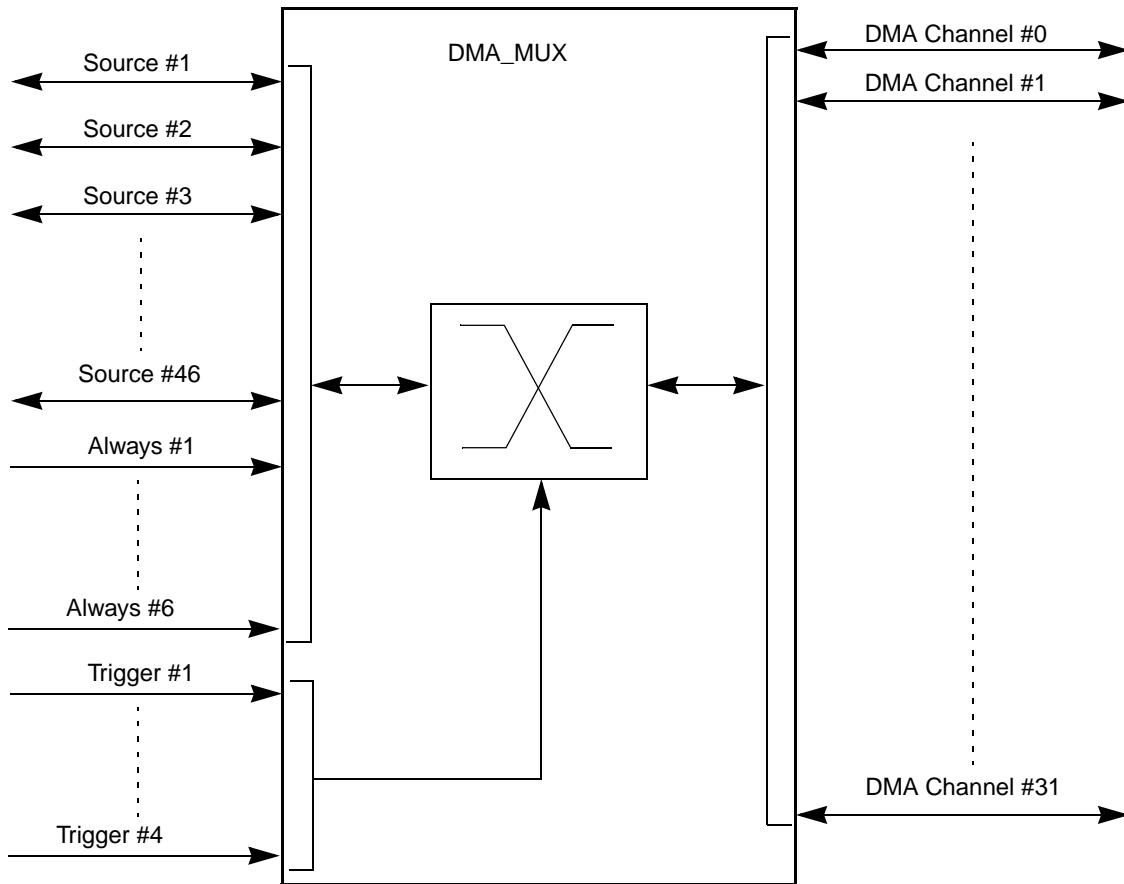 DMA_MUX
Source #1
Source #2
Source #3
Source #46
Always #1
Always #6
Trigger #1
Trigger #4
DMA Channel #0
DMA Channel #1
DMA Channel #31